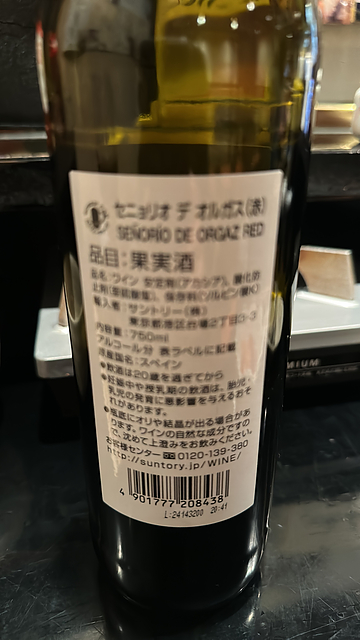 セニョリオ デ オルガス(赤)
SEÑORÍO DE ORGAZ RED
品目:果実酒
品名:ワイン 安定剤(アカシア)、酸化防
止剤(亜硫酸塩)、保存料(ソルビン酸K)
輸入者 サントリー(株)
東京都港区台場2丁目3-3
内容量:750ml
アルコール分 表ラベルに記載
原産国名:スペイン
●飲酒は20歳を過ぎてから
●妊娠中や授乳期の飲酒は、胎児・
乳児の発育に悪影響を与えるおそ
れがあります。
●瓶底にオリや結晶が出る場合があ
ります。ワインの自然な成分ですの
で、沈めて上澄みをお飲みください。
お客様センター 0120-139-380
http://suntory.jp/WINE/
4 901777 208438
L:24143200 20:41